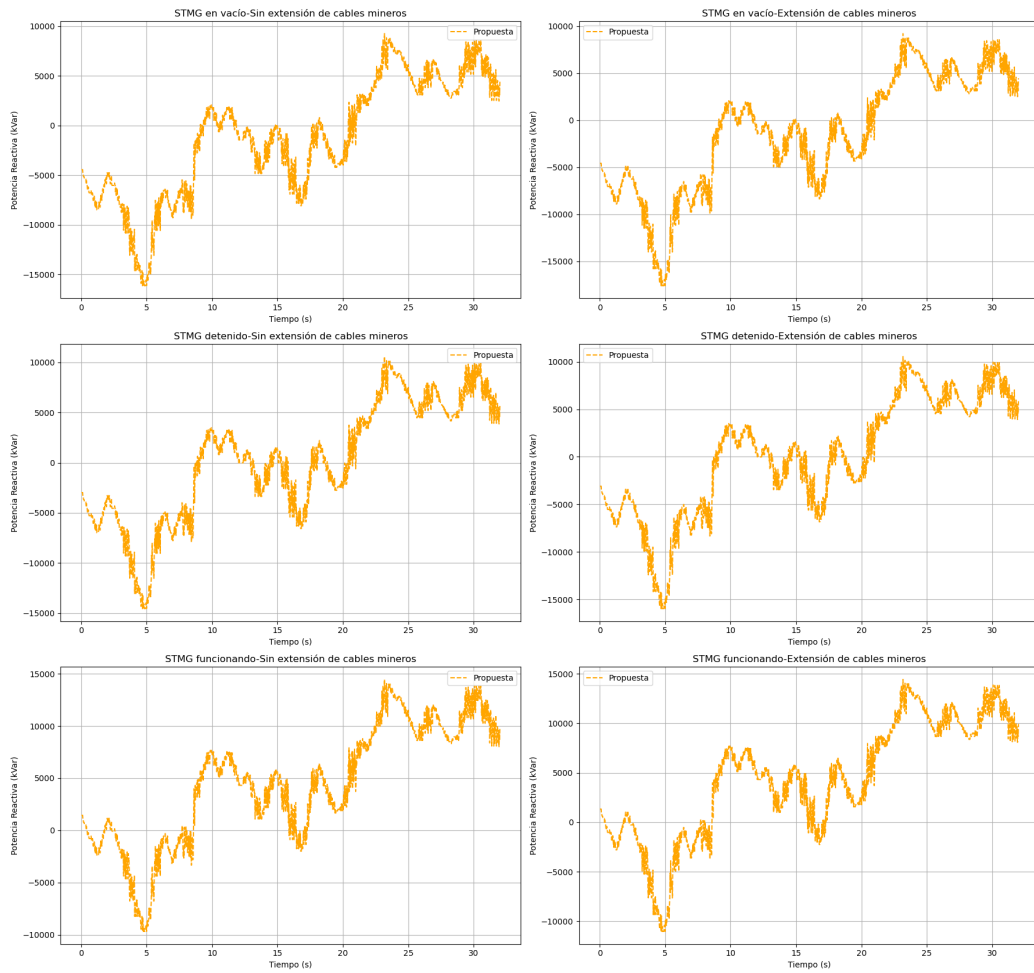 STMG en vacío-Sin extensión de cables mineros
Propuesta
10000
5000
0
−5000
−10000
−15000
Potencia Reactiva (kVar)
0 5 10 15 20 25 30
Tiempo (s)
STMG en vacío-Extensión de cables mineros
Propuesta
10000
5000
0
−5000
−10000
−15000
Potencia Reactiva (kVar)
0 5 10 15 20 25 30
Tiempo (s)
STMG detenido-Sin extensión de cables mineros
Propuesta
10000
5000
0
−5000
−10000
−15000
Potencia Reactiva (kVar)
0 5 10 15 20 25 30
Tiempo (s)
STMG detenido-Extensión de cables mineros
Propuesta
10000
5000
0
−5000
−10000
−15000
Potencia Reactiva (kVar)
0 5 10 15 20 25 30
Tiempo (s)
STMG funcionando-Sin extensión de cables mineros
Propuesta
15000
10000
5000
0
−5000
−10000
Potencia Reactiva (kVar)
0 5 10 15 20 25 30
Tiempo (s)
STMG funcionando-Extensión de cables mineros
Propuesta
15000
10000
5000
0
−5000
−10000
Potencia Reactiva (kVar)
0 5 10 15 20 25 30
Tiempo (s)